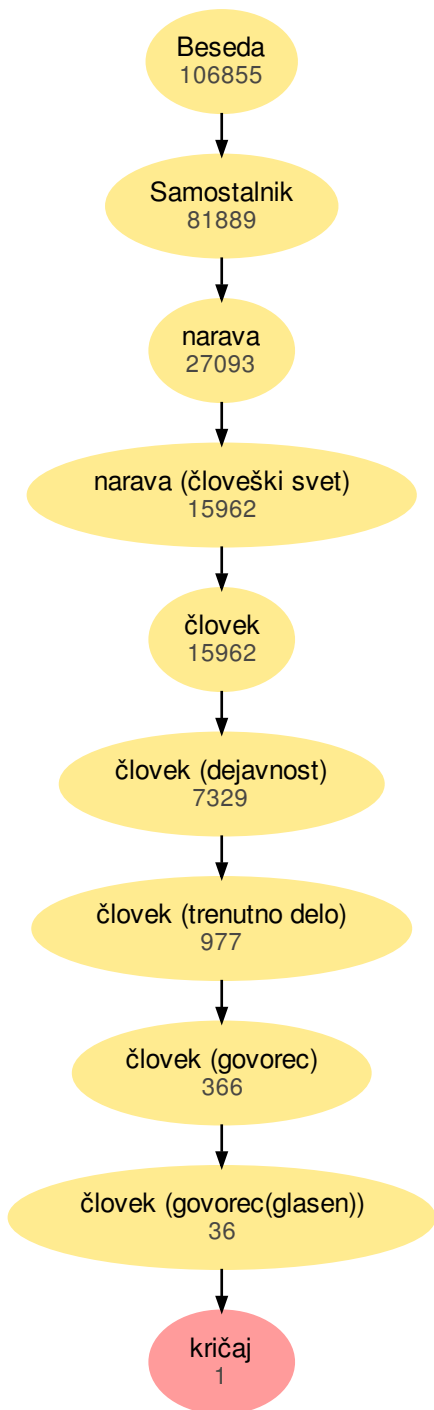 Beseda
106855
Samostalnik
81889
narava
27093
narava (človeški svet)
15962
človek
15962
človek (dejavnost)
7329
človek (trenutno delo)
977
človek (govorec)
366
človek (govorec(glasen))
36
kričaj
1